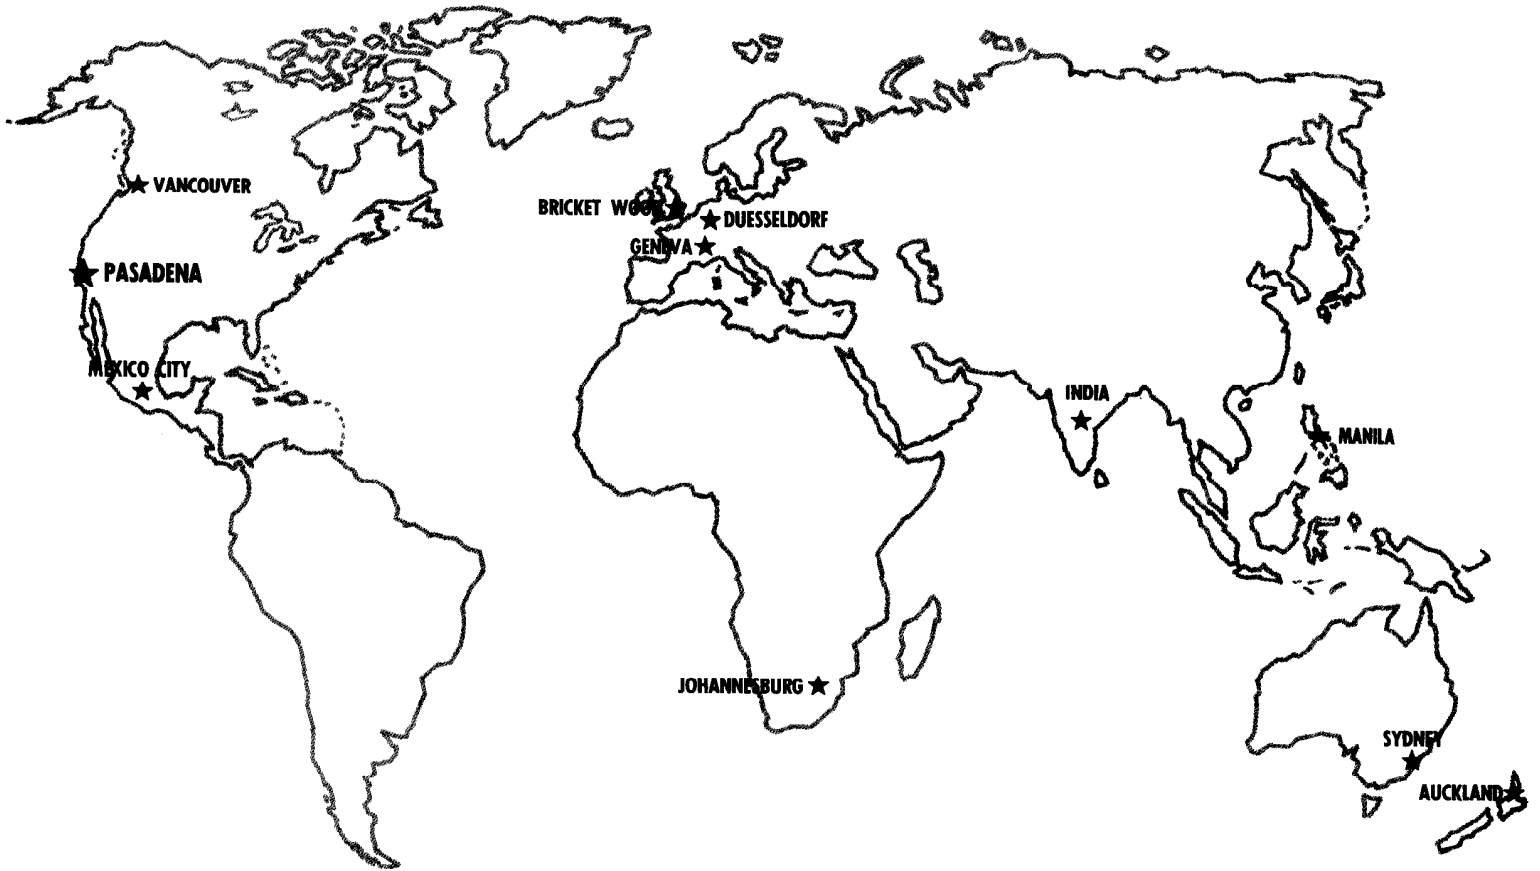 VANCOUVER
BRICKET WOOD
DUESSELDORF
GENEVA
PASADENA
MEXICO CITY
INDIA
MANILA
JOHANNESBURG
SYDNEY
AUCKLAND